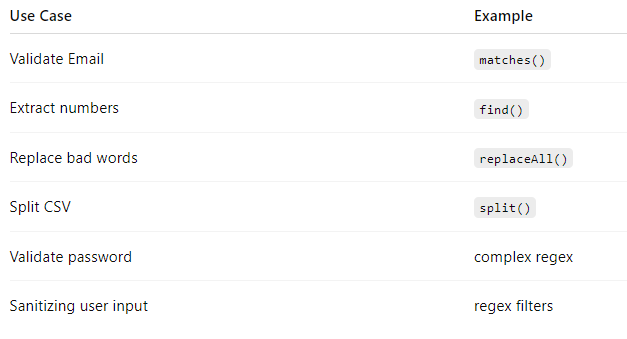 Use Case Example
Validate Email matches()
Extract numbers find()
Replace bad words replaceAll()
Split CSV split()
Validate password complex regex
Sanitizing user input regex filters